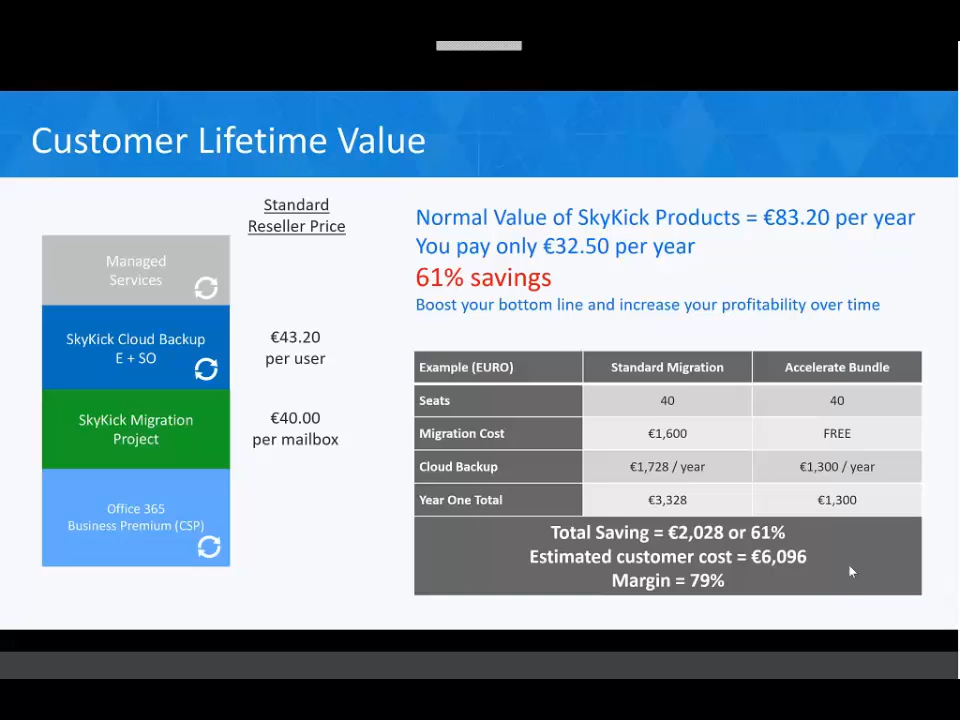 Customer Lifetime Value
Standard
Reseller Price
Managed
Services
SkyKick Cloud Backup
E + SO
€43.20
per user
SkyKick Migration
Project
€40.00
per mailbox
Office 365
Business Premium (CSP)
Normal Value of SkyKick Products = €83.20 per year
You pay only €32.50 per year
61% savings
Boost your bottom line and increase your profitability over time
Example (EURO) Standard Migration Accelerate Bundle
Seats 40 40
Migration Cost €1,600 FREE
Cloud Backup €1,728 / year €1,300 / year
Year One Total €3,328 €1,300
Total Saving = €2,028 or 61%
Estimated customer cost = €6,096
Margin = 79%